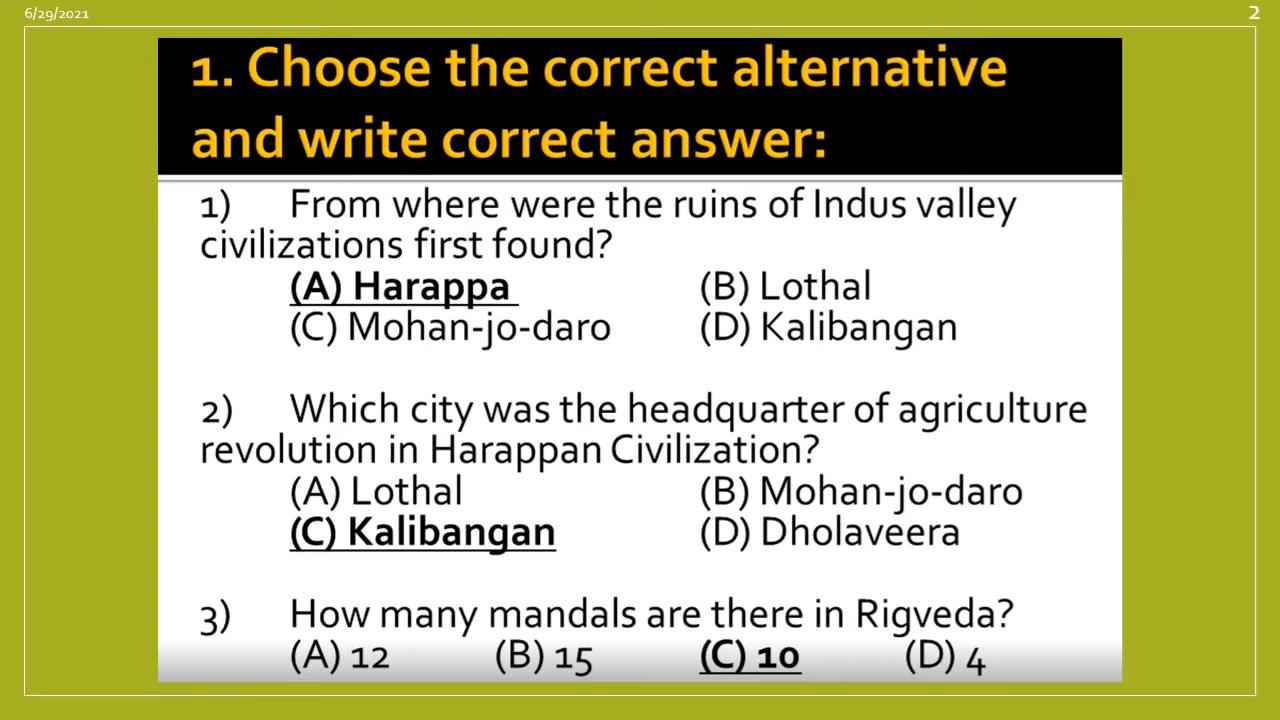 6/29/2021
2
1. Choose the correct alternative
and write correct answer:
1) From where were the ruins of Indus valley
civilizations first found?
(A) Harappa (B) Lothal
(C) Mohan-jo-daro (D) Kalibangan
2) Which city was the headquarter of agriculture
revolution in Harappan Civilization?
(A) Lothal (B) Mohan-jo-daro
(C) Kalibangan (D) Dholaveera
3) How many mandals are there in Rigveda?
(A) 12 (B) 15 (C) 10 (D) 4